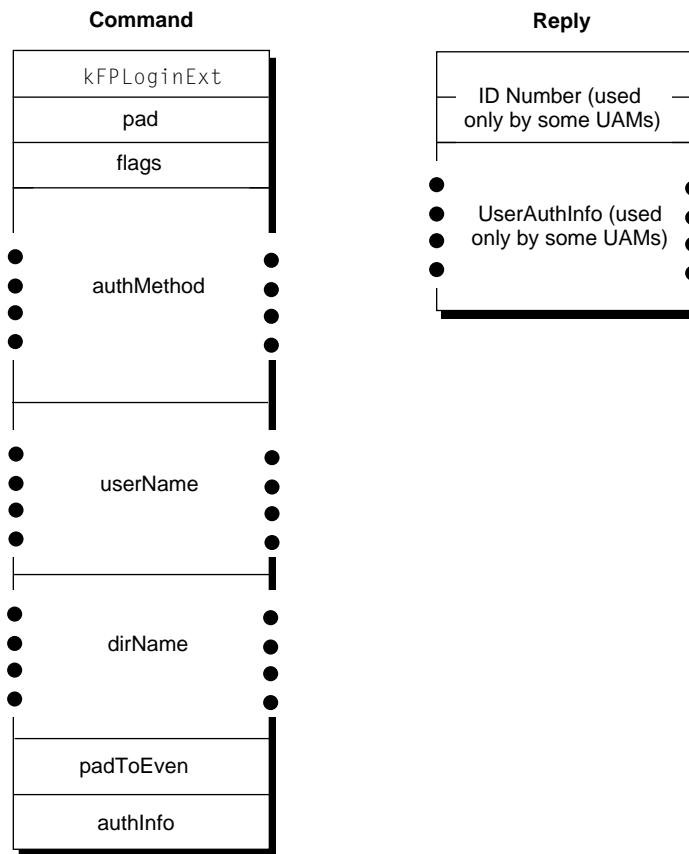 Command
kFPLoginExt
pad
flags
authMethod
userName
dirName
padToEven
authInfo
Reply
ID Number (used
only by some UAMs)
UserAuthInfo (used
only by some UAMs)